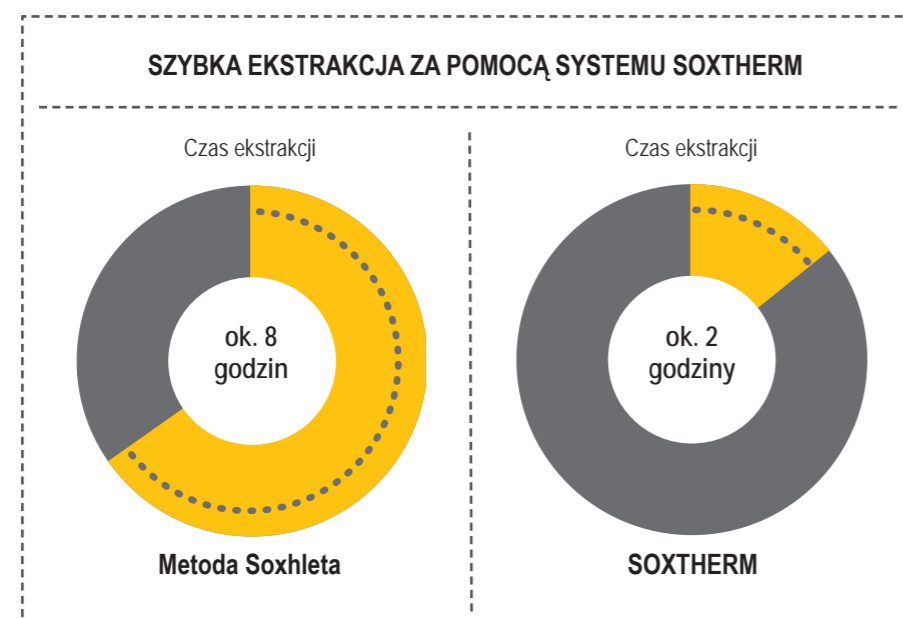 SZYBKA EKSTRAKCJA ZA POMOCĄ SYSTEMU SOXTHERM
Czas ekstrakcji
ok. 8
godzin
Metoda Soxhleta
Czas ekstrakcji
ok. 2
godziny
SOXTHERM